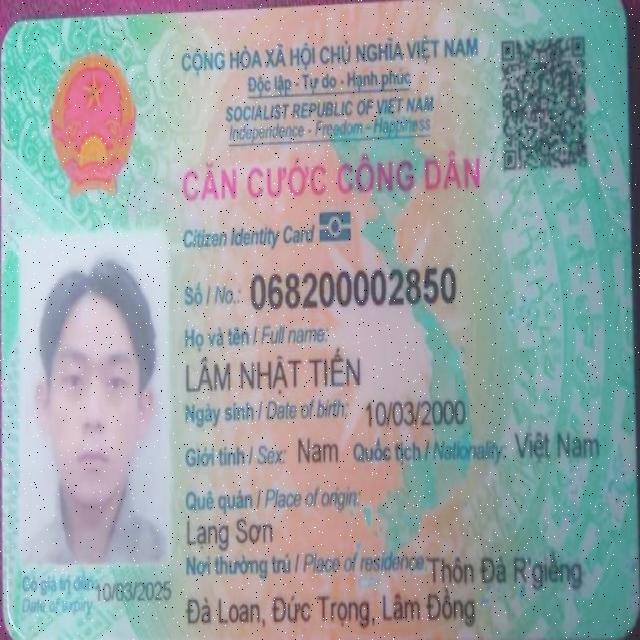 CỘNG HÒA XÃ HỘI CHỦ NGHĨA VIỆT NAM
Độc lập - Tự do - Hạnh phúc
SOCIALIST REPUBLIC OF VIET NAM
Independence - Freedom - Happiness
CĂN CƯỚC CÔNG DÂN
Citizen Identity Card
Số / No.: 068200002850
Họ và tên / Full name:
LÂM NHẬT TIẾN
Ngày sinh / Date of birth: 10/03/2000
Giới tính / Sex: Nam Quốc tịch / Nationality: Việt Nam
Quê quán / Place of origin:
Lạng Sơn
Nơi thường trú / Place of residence: Thôn Đà R'giềng
Đà Loan, Đức Trọng, Lâm Đồng
Có giá trị đến: 10/03/2025
Date of expiry